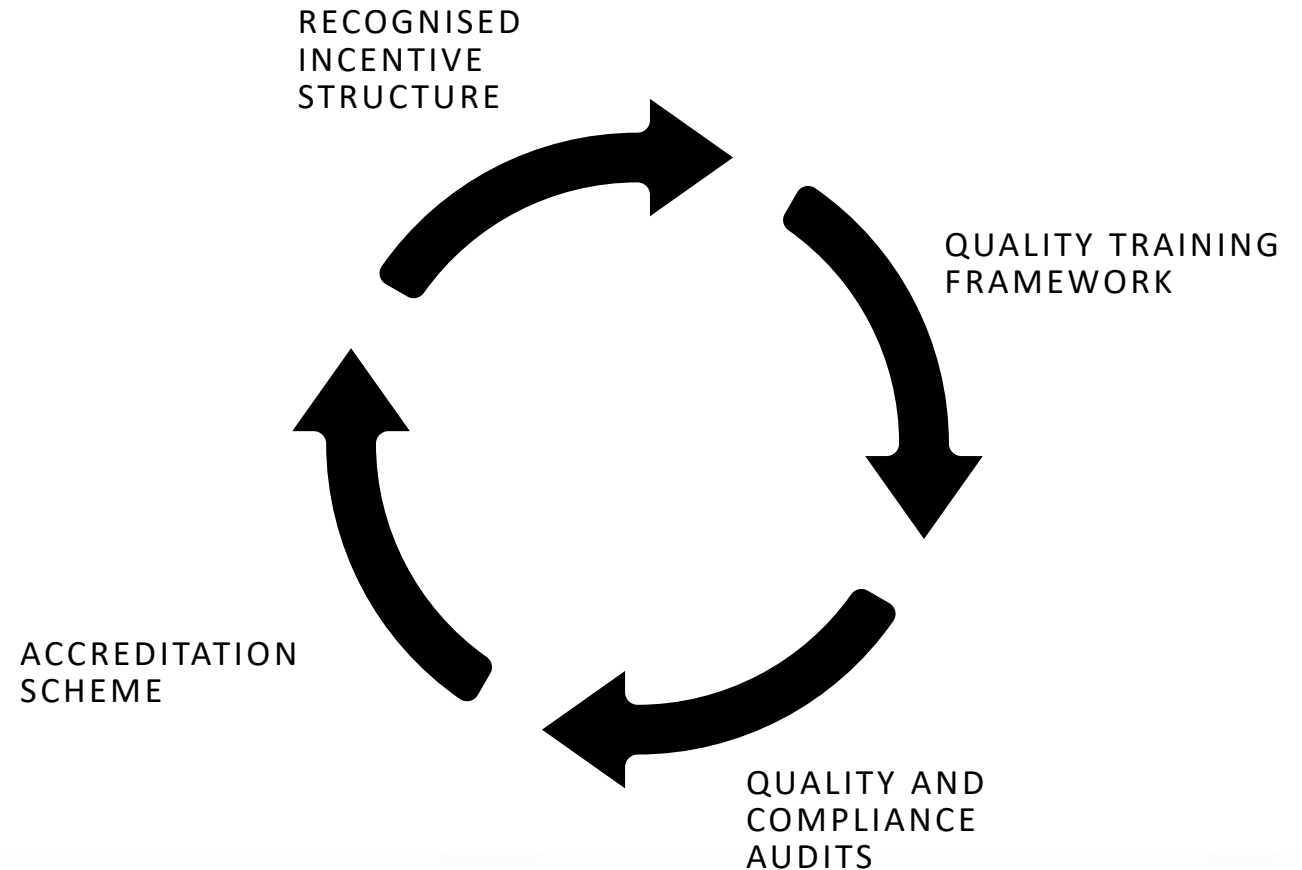 RECOGNISED
INCENTIVE
STRUCTURE
QUALITY TRAINING
FRAMEWORK
QUALITY AND
COMPLIANCE
AUDITS
ACCREDITATION
SCHEME